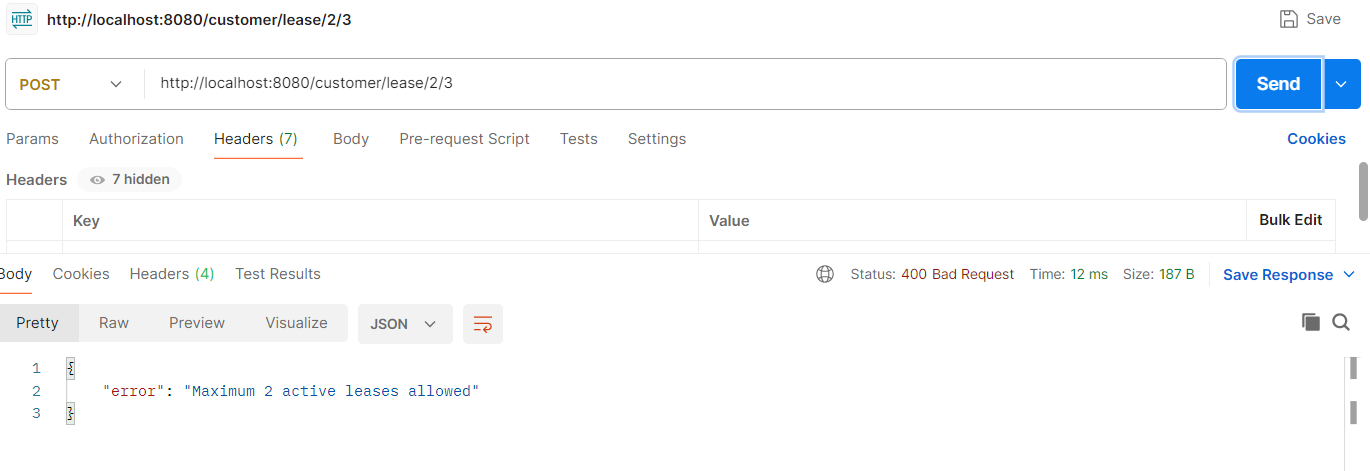 HTTP http://localhost:8080/customer/lease/2/3 Save
POST http://localhost:8080/customer/lease/2/3 Send
Params Authorization Headers (7) Body Pre-request Script Tests Settings Cookies
Headers 7 hidden
Key Value Bulk Edit
Body Cookies Headers (4) Test Results Status: 400 Bad Request Time: 12 ms Size: 187 B Save Response
Pretty Raw Preview Visualize JSON
1 {
2 "error": "Maximum 2 active leases allowed"
3 }